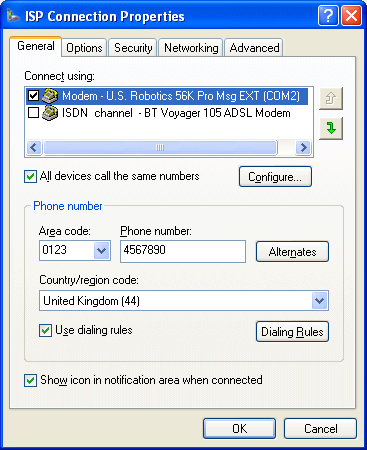 ISP Connection Properties
General Options Security Networking Advanced
Connect using:
Modem - U.S. Robotics 56K Pro Msg EXT (COM2)
ISDN channel - BT Voyager 105 ADSL Modem
All devices call the same numbers Configure...
Phone number
Area code: Phone number:
0123 4567890 Alternates
Country/region code:
United Kingdom (44)
Use dialing rules Dialing Rules
Show icon in notification area when connected
OK Cancel